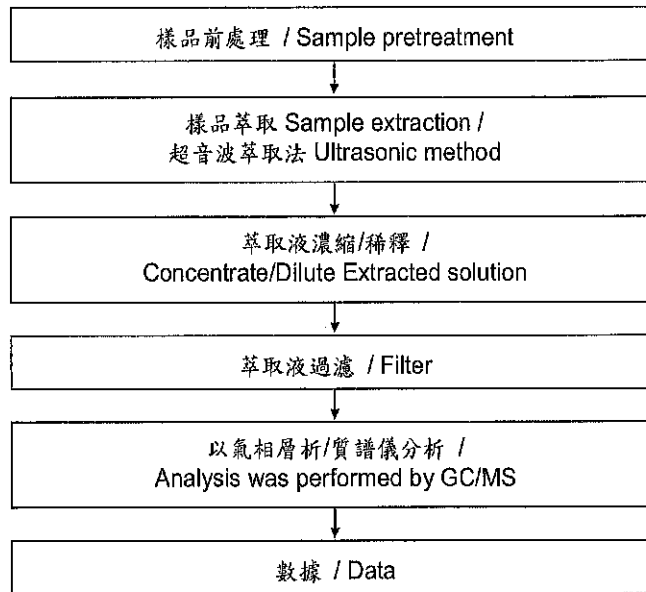 樣品前處理 / Sample pretreatment
樣品萃取 Sample extraction /
超音波萃取法 Ultrasonic method
萃取液濃縮/稀釋 /
Concentrate/Dilute Extracted solution
萃取液過濾 / Filter
以氣相層析/質譜儀分析 /
Analysis was performed by GC/MS
數據 / Data